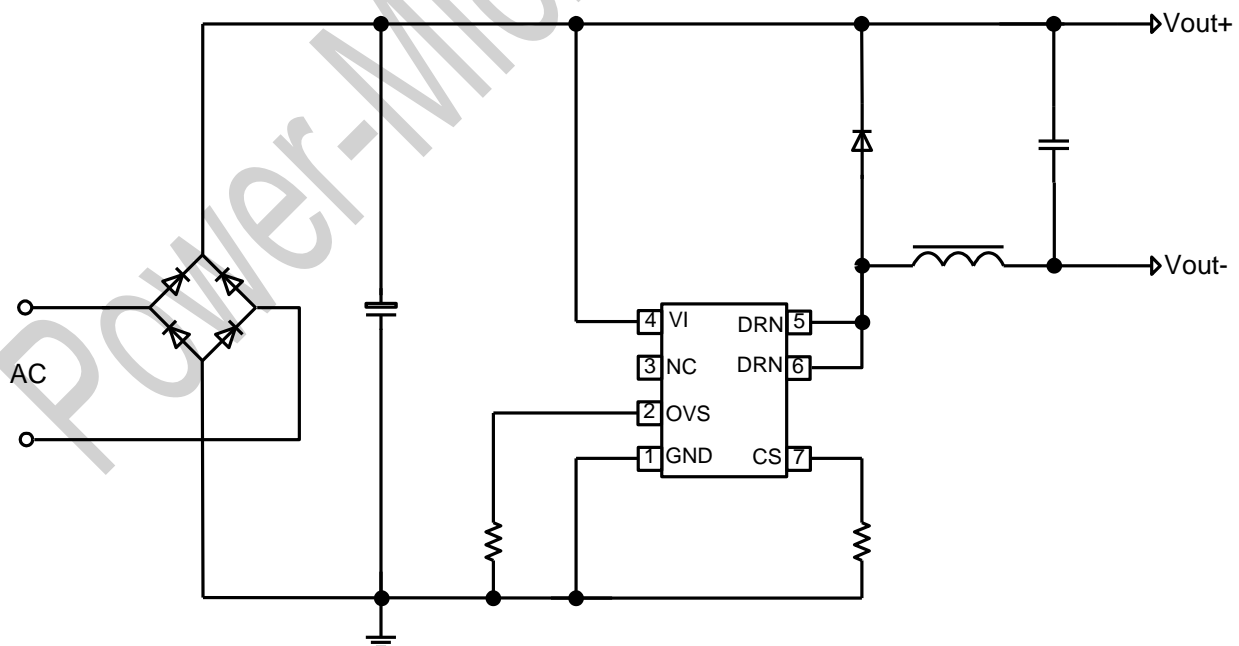 Power-Mic
Vout+
Vout-
AC
4 VI
DRN 5
3 NC
DRN 6
2 OVS
1 GND
CS 7